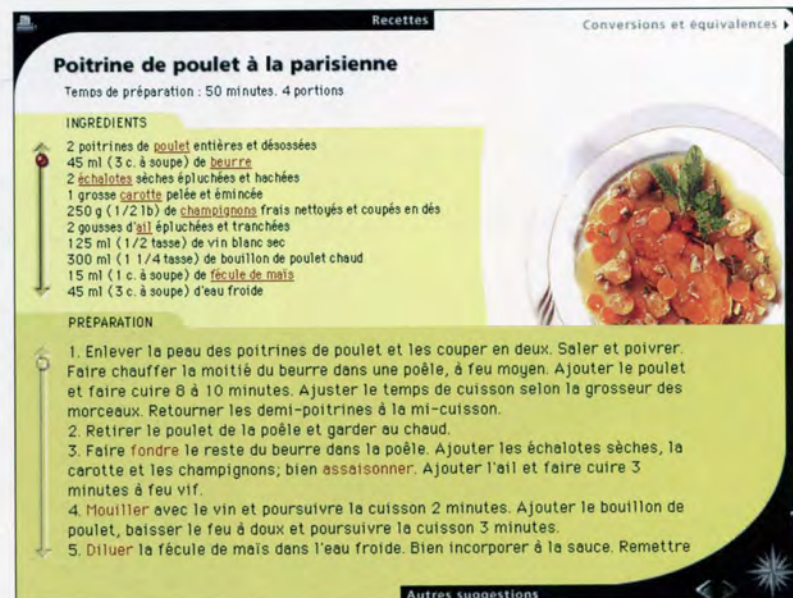 Recettes
Conversions et équivalences
Poitrine de poulet à la parisienne
Temps de préparation : 50 minutes. 4 portions
INGRÉDIENTS
2 poitrines de poulet entières et désossées
45 ml (3 c. à soupe) de beurre
2 échalotes sèches épluchées et hachées
1 grosse carotte pelée et émincée
250 g (1/2 lb) de champignons frais nettoyés et coupés en dés
2 gousses d'ail épluchées et tranchées
125 ml (1/2 tasse) de vin blanc sec
300 ml (1 1/4 tasse) de bouillon de poulet chaud
15 ml (1 c. à soupe) de fécule de maïs
45 ml (3 c. à soupe) d'eau froide
PRÉPARATION
1. Enlever la peau des poitrines de poulet et les couper en deux. Saler et poivrer.
Faire chauffer la moitié du beurre dans une poêle, à feu moyen. Ajouter le poulet
et faire cuire 8 à 10 minutes. Ajuster le temps de cuisson selon la grosseur des
morceaux. Retourner les demi-poitrines à la mi-cuisson.
2. Retirer le poulet de la poêle et garder au chaud.
3. Faire fondre le reste du beurre dans la poêle. Ajouter les échalotes sèches, la
carotte et les champignons; bien assaisonner. Ajouter l'ail et faire cuire 3
minutes à feu vif.
4. Mouiller avec le vin et poursuivre la cuisson 2 minutes. Ajouter le bouillon de
poulet, baisser le feu à doux et poursuivre la cuisson 3 minutes.
5. Diluer la fécule de maïs dans l'eau froide. Bien incorporer à la sauce. Remettre
Autres suggestions